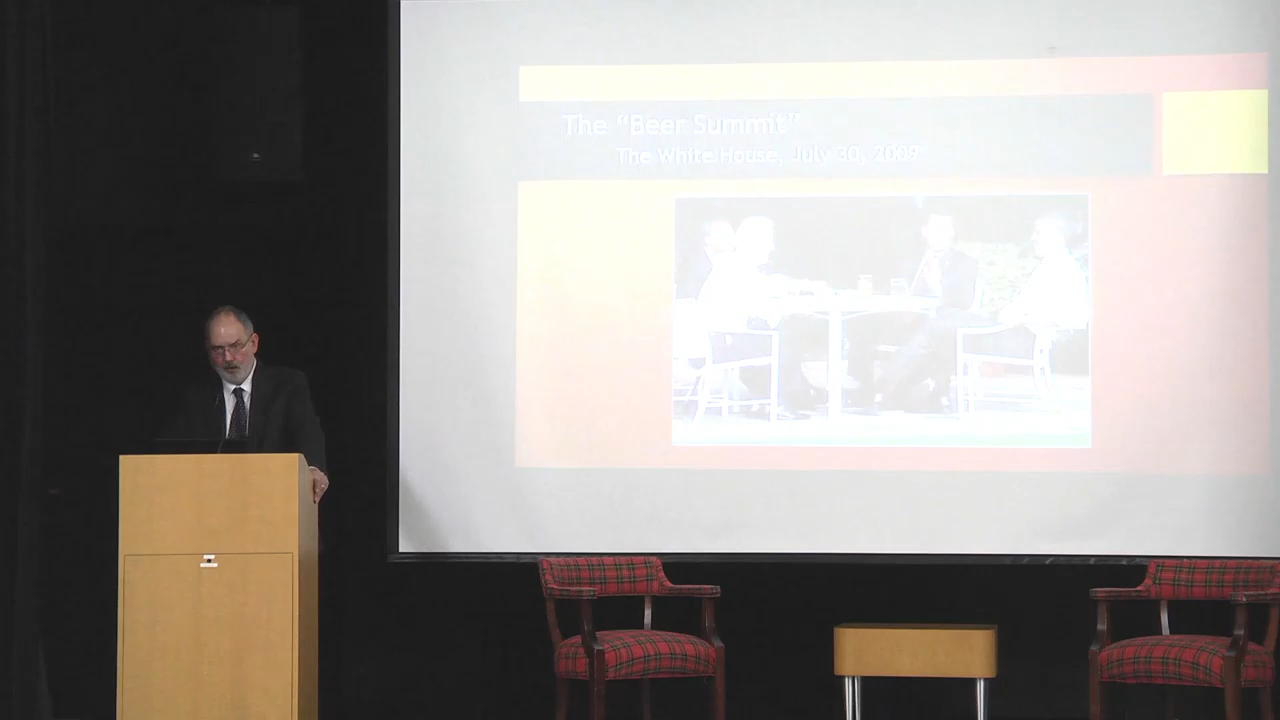 The “Beer Summit”
The White House, July 30, 2009